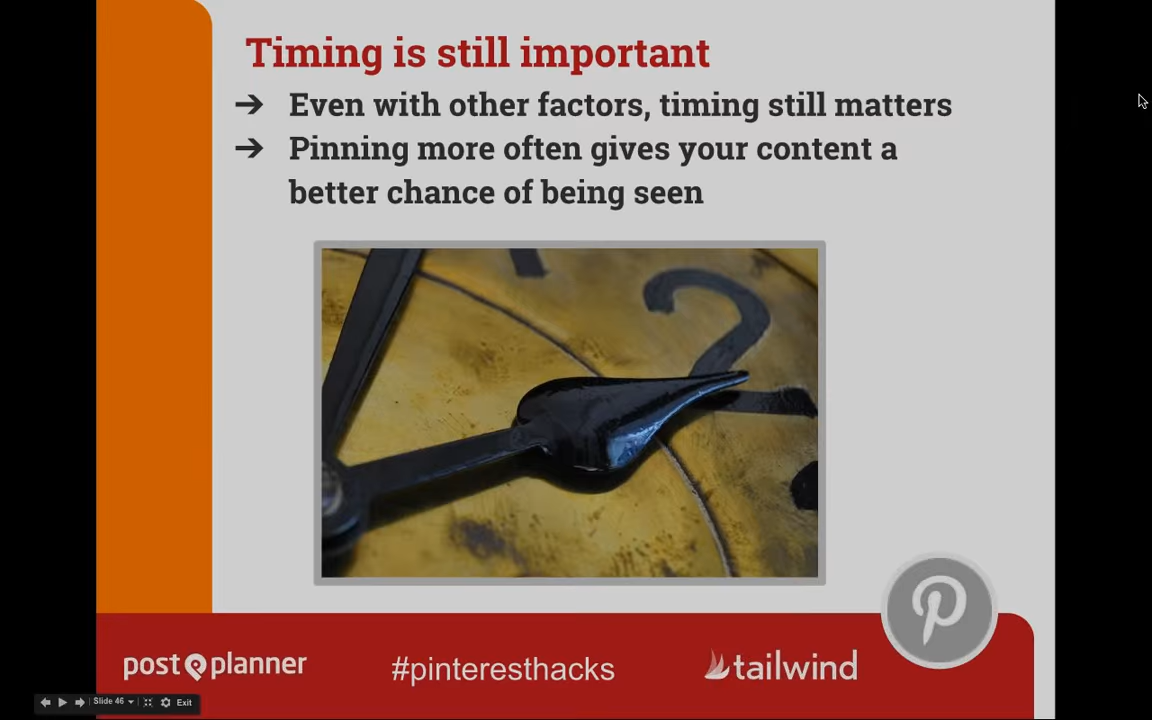 Timing is still important
➔ Even with other factors, timing still matters
➔ Pinning more often gives your content a
better chance of being seen
2
post planner
#pinteresthacks
tailwind
Slide 46
Exit